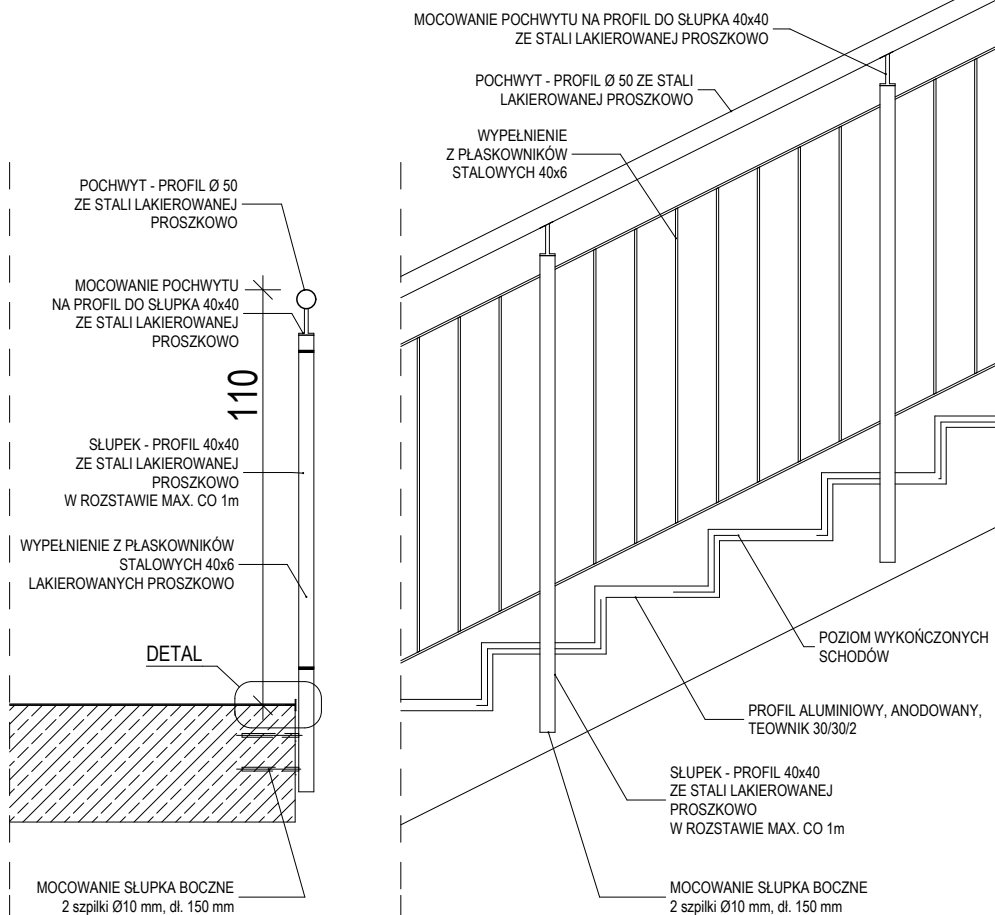 MOCOWANIE POCHWYTU NA PROFIL DO SŁUPKA 40x40
ZE STALI LAKIEROWANEJ PROSZKOWO
POCHWYT - PROFIL Ø 50 ZE STALI
LAKIEROWANEJ PROSZKOWO
WYPEŁNIENIE
Z PŁASKOWNIKÓW
STALOWYCH 40x6
POCHWYT - PROFIL Ø 50
ZE STALI LAKIEROWANEJ
PROSZKOWO
MOCOWANIE POCHWYTU
NA PROFIL DO SŁUPKA 40x40
ZE STALI LAKIEROWANEJ
PROSZKOWO
110
SŁUPEK - PROFIL 40x40
ZE STALI LAKIEROWANEJ
PROSZKOWO
W ROZSTAWIE MAX. CO 1m
WYPEŁNIENIE Z PŁASKOWNIKÓW
STALOWYCH 40x6
LAKIEROWANYCH PROSZKOWO
DETAL
POZIOM WYKOŃCZONYCH
SCHODÓW
PROFIL ALUMINIOWY, ANODOWANY,
TEOWNIK 30/30/2
SŁUPEK - PROFIL 40x40
ZE STALI LAKIEROWANEJ
PROSZKOWO
W ROZSTAWIE MAX. CO 1m
MOCOWANIE SŁUPKA BOCZNE
2 szpilki Ø10 mm, dł. 150 mm
MOCOWANIE SŁUPKA BOCZNE
2 szpilki Ø10 mm, dł. 150 mm